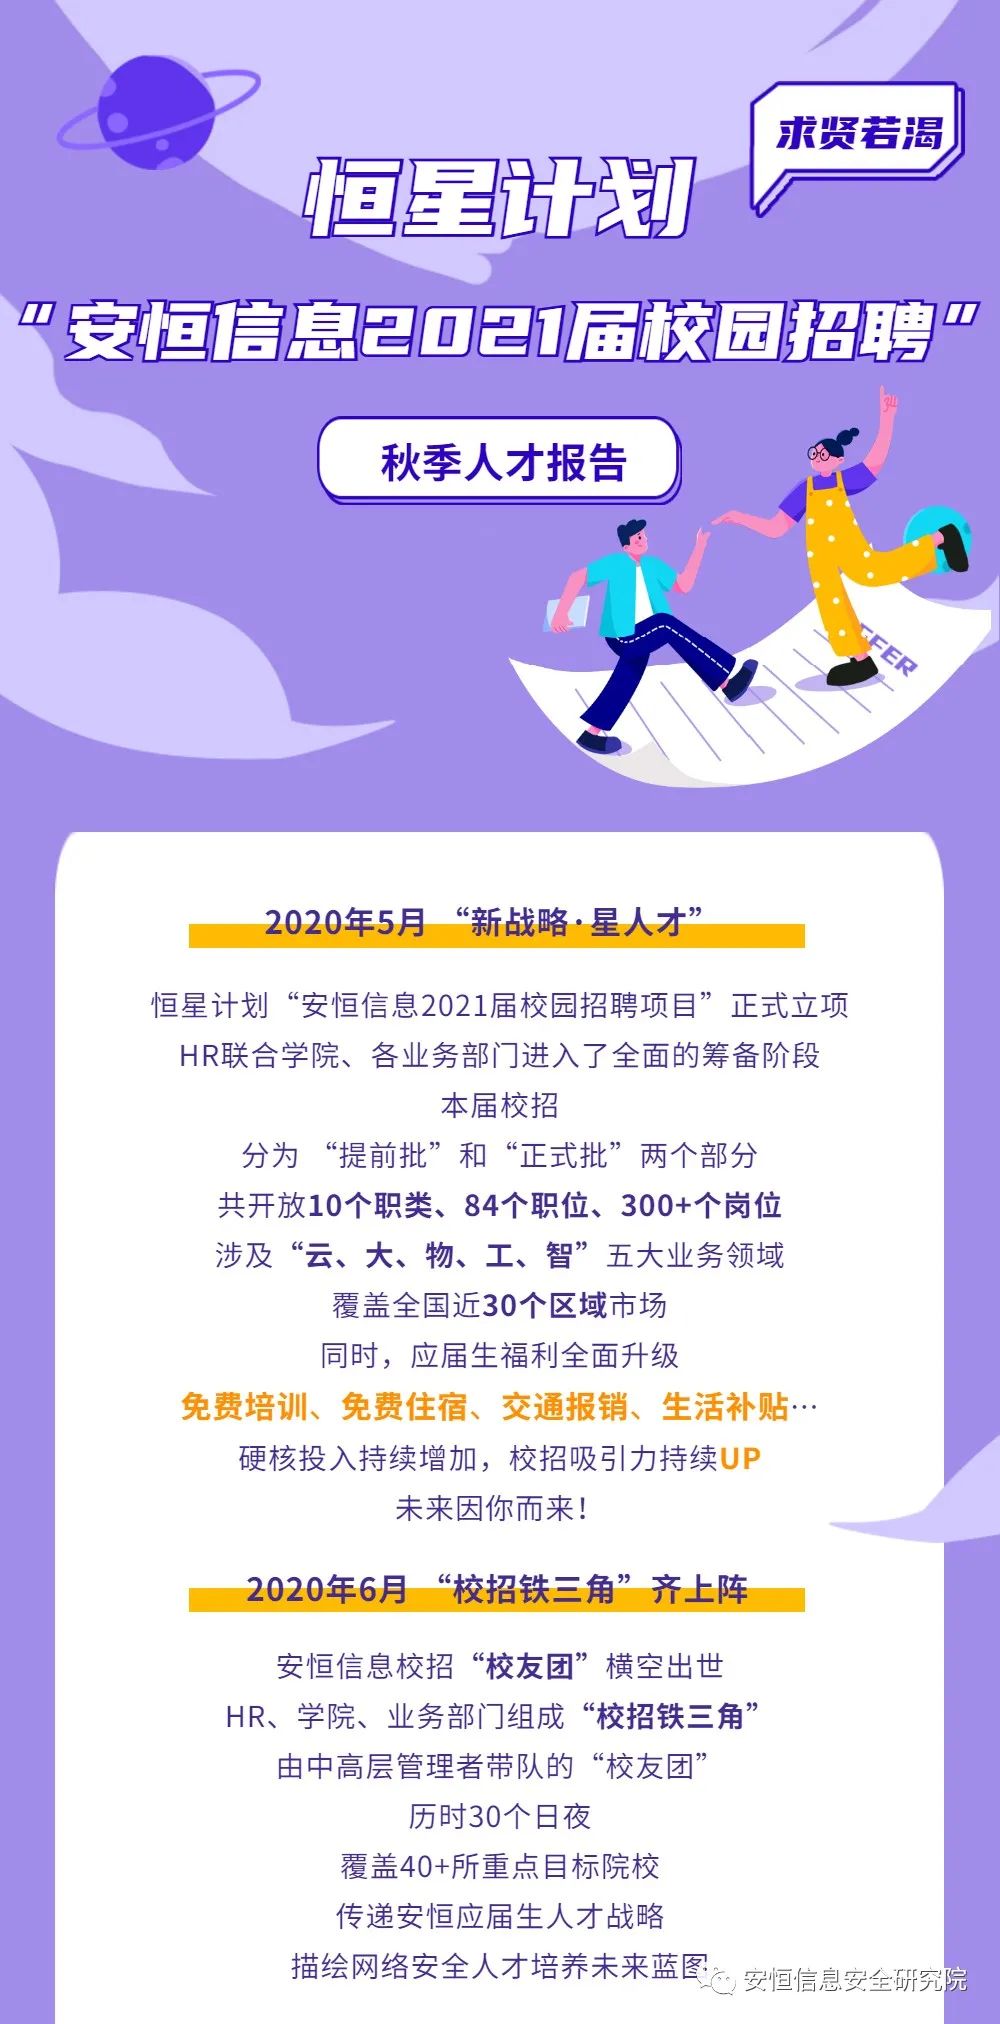 求贤若渴
恒星计划
“安恒信息2021届校园招聘”
秋季人才报告
FFER
2020年5月 “新战略·星人才”
恒星计划“安恒信息2021届校园招聘项目”正式立项
HR联合学院、各业务部门进入了全面的筹备阶段
本届校招
分为 “提前批”和“正式批”两个部分
共开放10个职类、84个职位、300+个岗位
涉及“云、大、物、工、智”五大业务领域
覆盖全国近30个区域市场
同时，应届生福利全面升级
免费培训、免费住宿、交通报销、生活补贴…
硬核投入持续增加，校招吸引力持续UP
未来因你而来！
2020年6月 “校招铁三角”齐上阵
安恒信息校招“校友团”横空出世
HR、学院、业务部门组成“校招铁三角”
由中高层管理者带队的“校友团”
历时30个日夜
覆盖40+所重点目标院校
传递安恒应届生人才战略
描绘网络安全人才培养未来蓝图
安恒信息安全研究院